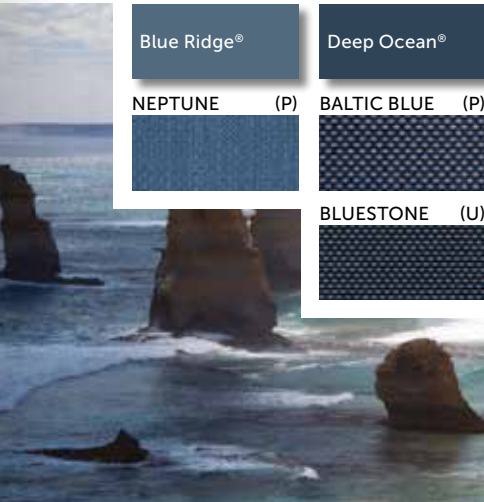 Blue Ridge®
Deep Ocean®
NEPTUNE (P)
BALTIC BLUE (P)
BLUESTONE (U)